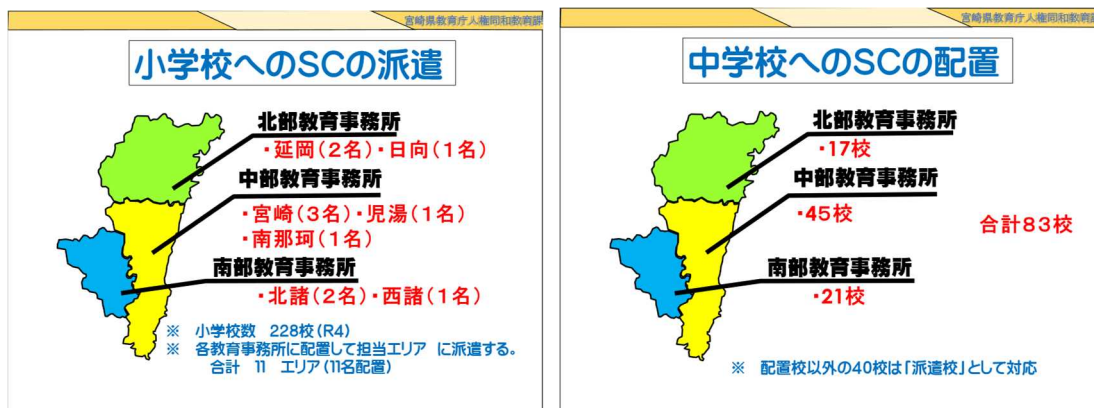 宮崎県教育庁人権同和教育課
小学校へのSCの派遣
北部教育事務所
・延岡(2名)・日向(1名)
中部教育事務所
・宮崎(3名)・児湯(1名)
・南那珂(1名)
南部教育事務所
・北諸(2名)・西諸(1名)
※ 小学校数 228校(R4)
※ 各教育事務所に配置して担当エリア に派遣する。
合計 11 エリア(11名配置)
宮崎県教育庁人権同和教育課
中学校へのSCの配置
北部教育事務所
・17校
中部教育事務所
・45校
合計83校
南部教育事務所
・21校
※ 配置校以外の40校は「派遣校」として対応